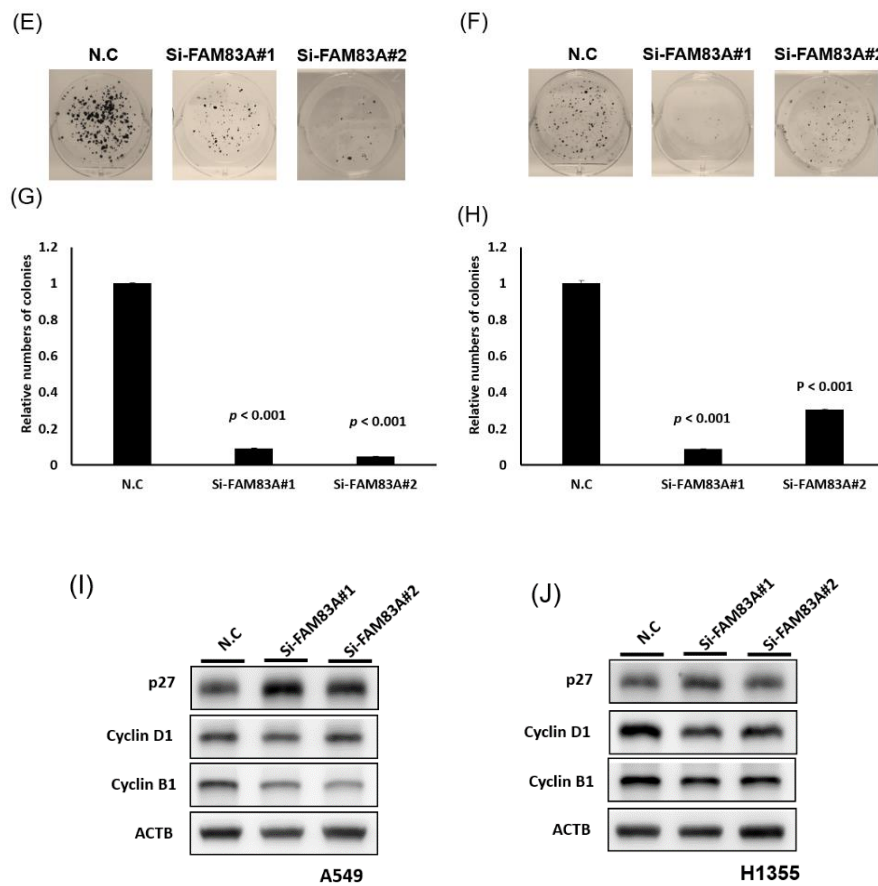 (E)
N.C Si-FAM83A#1 Si-FAM83A#2
(F)
N.C Si-FAM83A#1 Si-FAM83A#2
(G)
Relative numbers of colonies
1.2
1
0.8
0.6
0.4
0.2
0
p < 0.001
p < 0.001
N.C Si-FAM83A#1 Si-FAM83A#2
(H)
Relative numbers of colonies
1.2
1
0.8
0.6
0.4
0.2
0
p < 0.001
P < 0.001
N.C Si-FAM83A#1 Si-FAM83A#2
(I)
N.C Si-FAM83A#1 Si-FAM83A#2
p27
Cyclin D1
Cyclin B1
ACTB
A549
(J)
N.C Si-FAM83A#1 Si-FAM83A#2
p27
Cyclin D1
Cyclin B1
ACTB
H1355